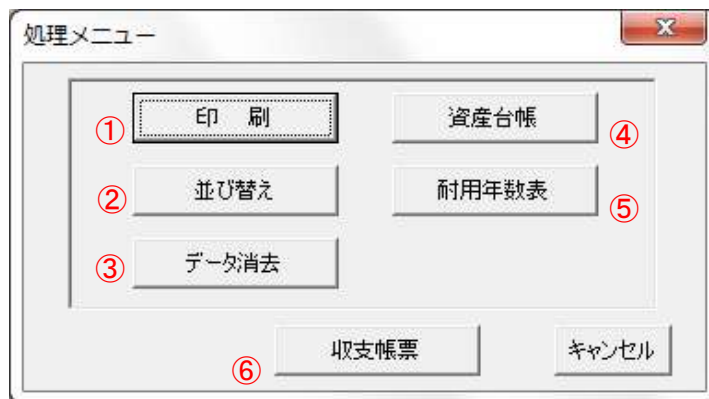 処理メニュー
① 印 刷
④ 資産台帳
② 並び替え
⑤ 耐用年数表
③ データ消去
⑥ 収支帳票
キャンセル